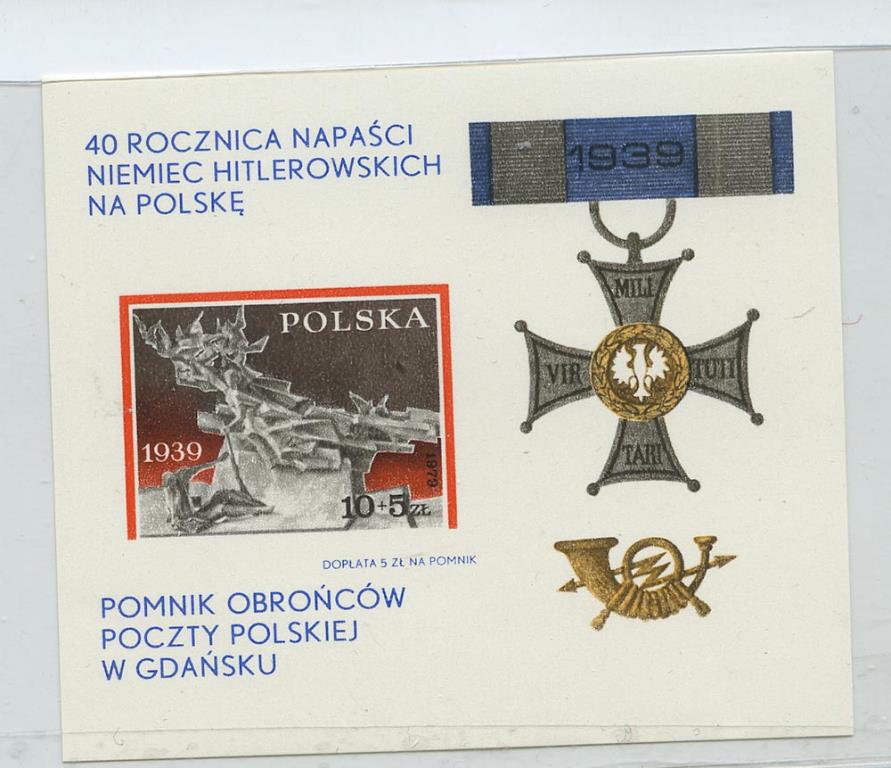 40 ROCZNICA NAPAŚCI
NIEMIEC HITLEROWSKICH
NA POLSKĘ
1939
MILI
VIR
TUTI
TARI
POLSKA
1939
1979
10+5 ZŁ
DOPŁATA 5 ZŁ NA POMNIK
POMNIK OBROŃCÓW
POCZTY POLSKIEJ
W GDAŃSKU